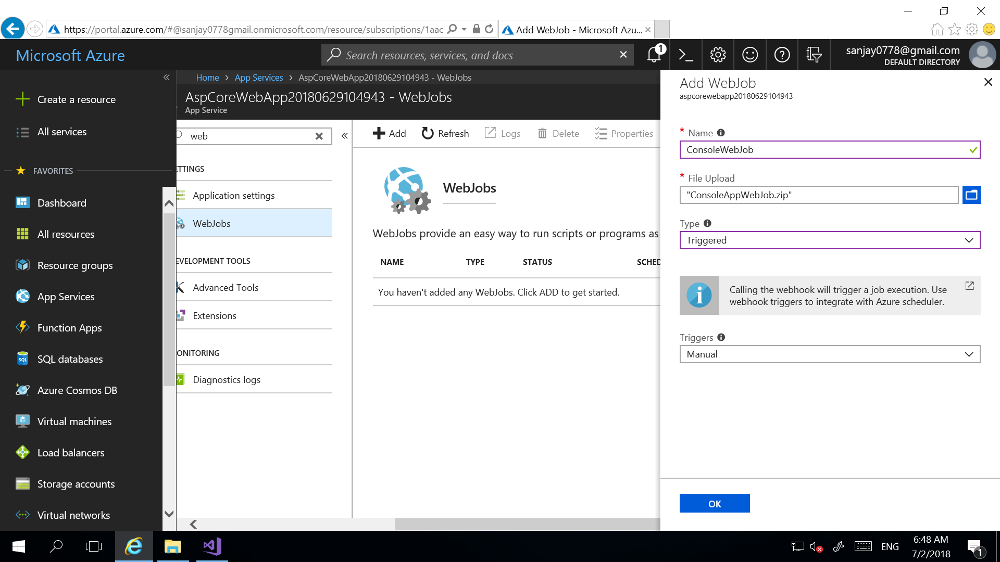 https://portal.azure.com/#@sanjay0778gmail.onmicrosoft.com/resource/subscriptions/1aac
Add WebJob - Microsoft Azu...
Microsoft Azure
Search resources, services, and docs
1
sanjay0778@gmail.com
DEFAULT DIRECTORY
Create a resource
All services
FAVORITES
Dashboard
All resources
Resource groups
App Services
Function Apps
SQL databases
Azure Cosmos DB
Virtual machines
Load balancers
Storage accounts
Virtual networks
Home > App Services > AspCoreWebApp20180629104943 - WebJobs
AspCoreWebApp20180629104943 - WebJobs
App Service
web
ETTINGS
Application settings
WebJobs
EVELOPMENT TOOLS
Advanced Tools
Extensions
ONITORING
Diagnostics logs
Add
Refresh
Logs
Delete
Properties
WebJobs
WebJobs provide an easy way to run scripts or programs as
NAME TYPE STATUS SCHED
You haven't added any WebJobs. Click ADD to get started.
Add WebJob
aspcorewebapp20180629104943
* Name
ConsoleWebJob
* File Upload
"ConsoleAppWebJob.zip"
Type
Triggered
Calling the webhook will trigger a job execution. Use
webhook triggers to integrate with Azure scheduler.
Triggers
Manual
OK
SQL
ENG
6:48 AM
7/2/2018
1